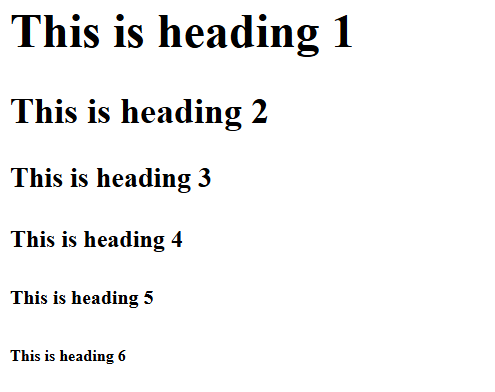 This is heading 1
This is heading 2
This is heading 3
This is heading 4
This is heading 5
This is heading 6